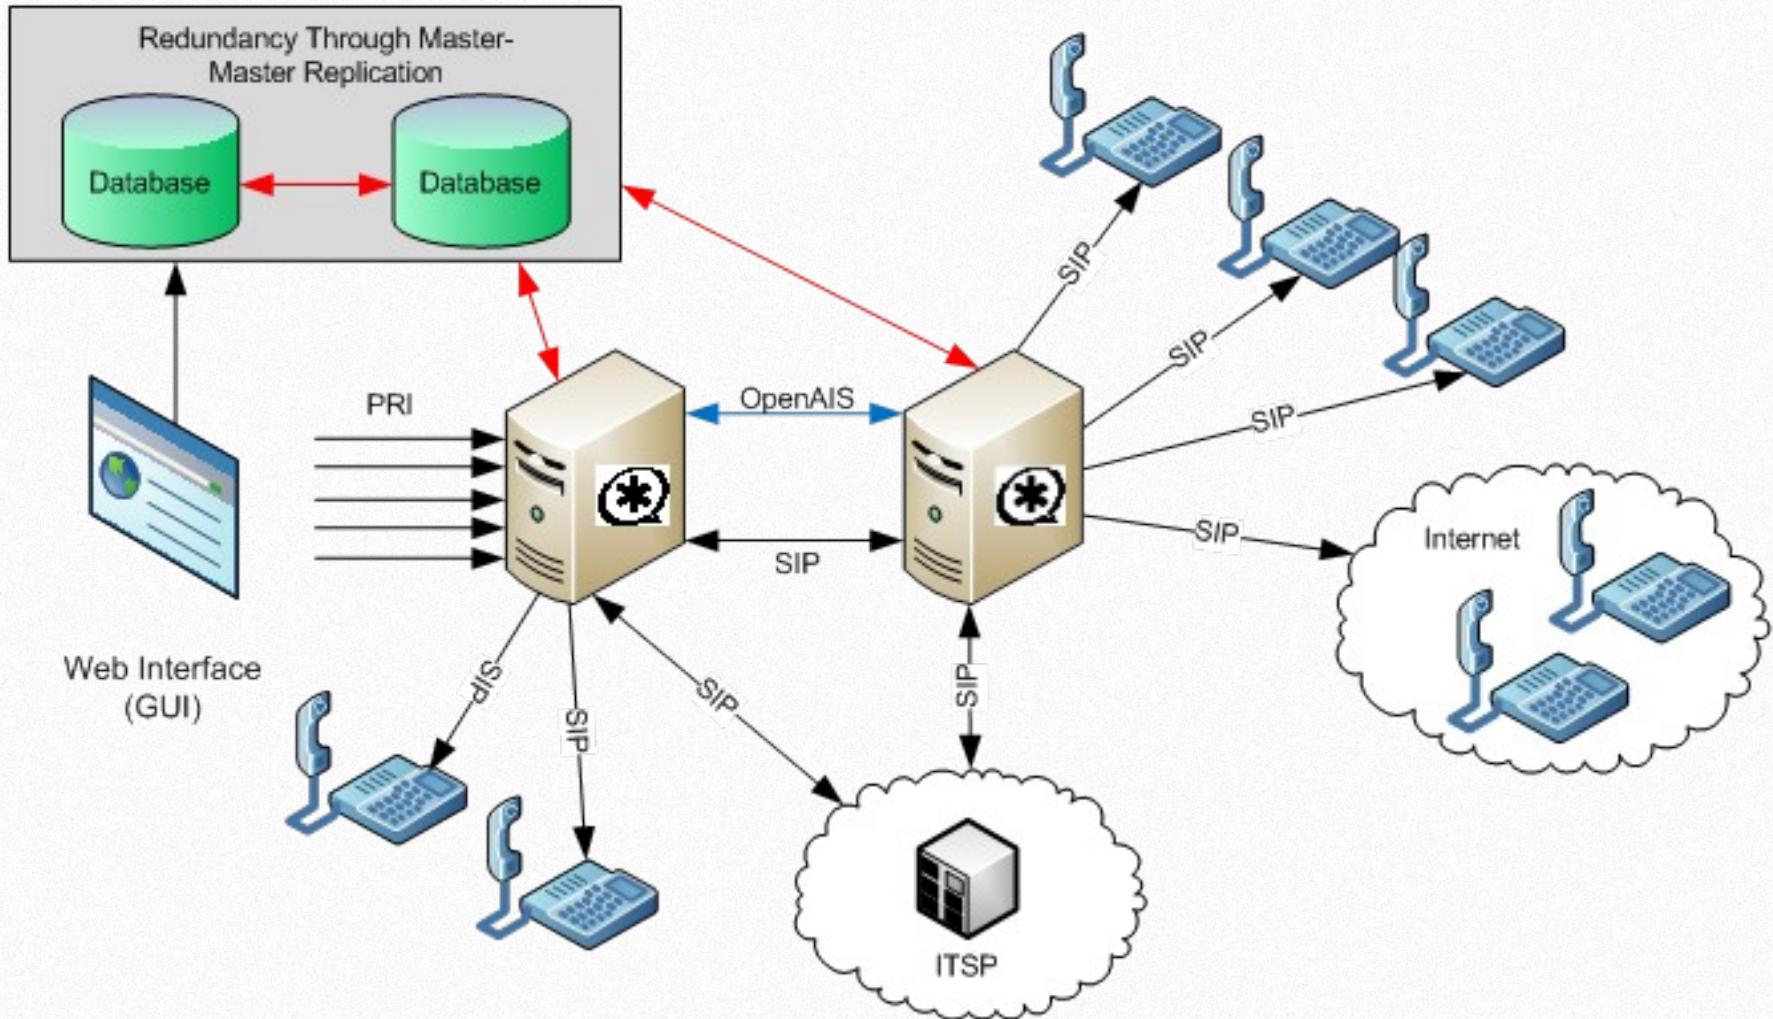 Redundancy Through Master-
Master Replication
Database
Database
PRI
OpenAIS
SIP
SIP
SIP
SIP
SIP
Internet
SIP
SIP
SIP
SIP
Web Interface
(GUI)
ITSP